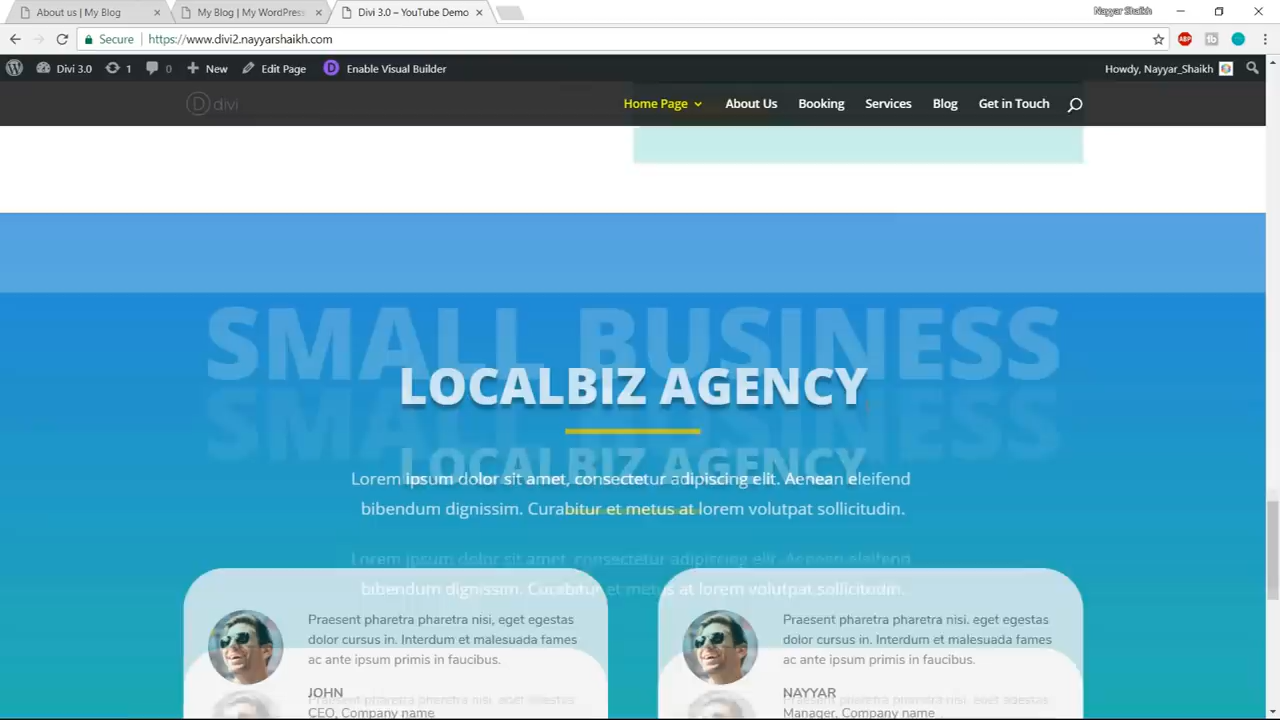 About us | My Blog
My Blog | My WordPress
Divi 3.0 – YouTube Demo
Nayyar Shaikh
Secure
https://www.divi2.nayyarshaikh.com
Divi 3.0
1
0
New
Edit Page
Enable Visual Builder
Howdy, Nayyar_Shaikh
divi
Home Page
About Us
Booking
Services
Blog
Get in Touch
SMALL BUSINESS
LOCALBIZ AGENCY
Lorem ipsum dolor sit amet, consectetur adipiscing elit. Aenean eleifend
bibendum dignissim. Curabitur et metus at lorem volutpat sollicitudin.
Praesent pharetra pharetra nisi, eget egestas
dolor cursus in. Interdum et malesuada fames
ac ante ipsum primis in faucibus.
JOHN
CEO, Company name
Praesent pharetra pharetra nisi. eget egestas
dolor cursus in. Interdum et malesuada fames
ac ante ipsum primis in faucibus.
NAYYAR
Manager, Company name